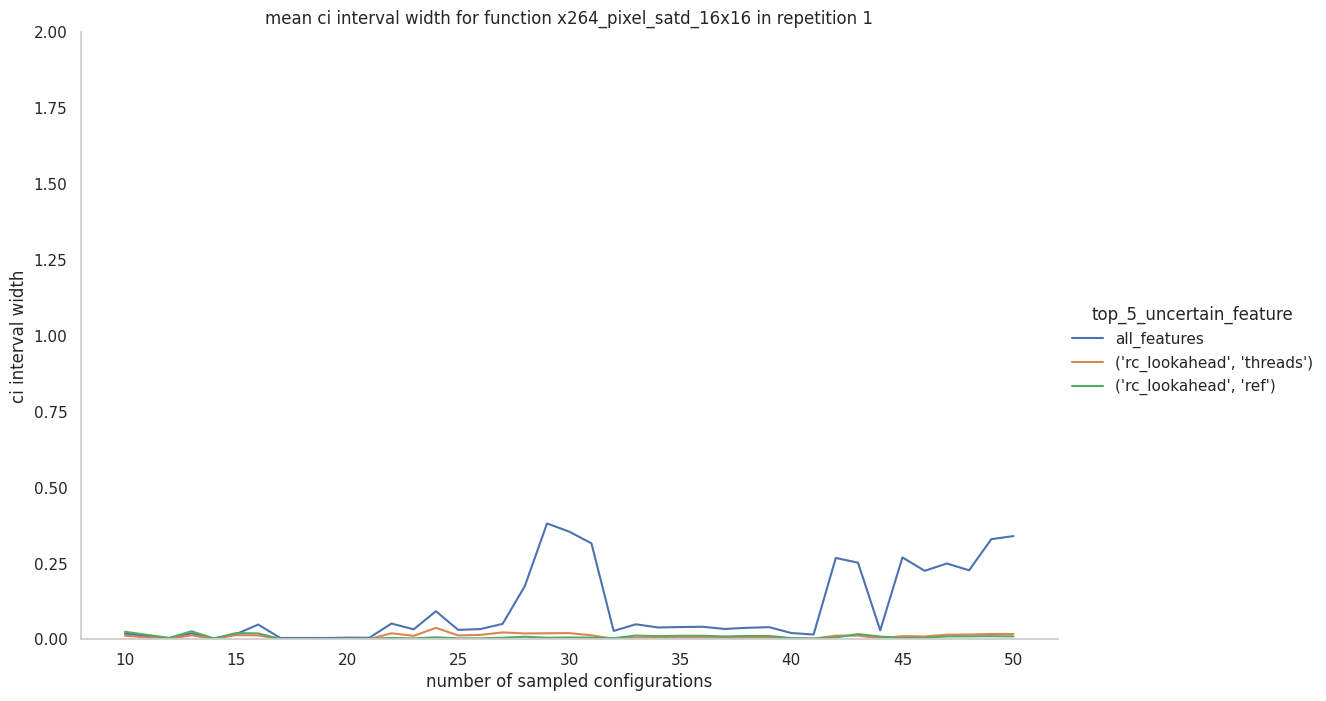 mean ci interval width for function x264_pixel_satd_16x16 in repetition 1
2.00
1.75
1.50
1.25
1.00
0.75
0.50
0.25
0.00
ci interval width
10 15 20 25 30 35 40 45 50
number of sampled configurations
top_5_uncertain_feature
all_features
('rc_lookahead', 'threads')
('rc_lookahead', 'ref')